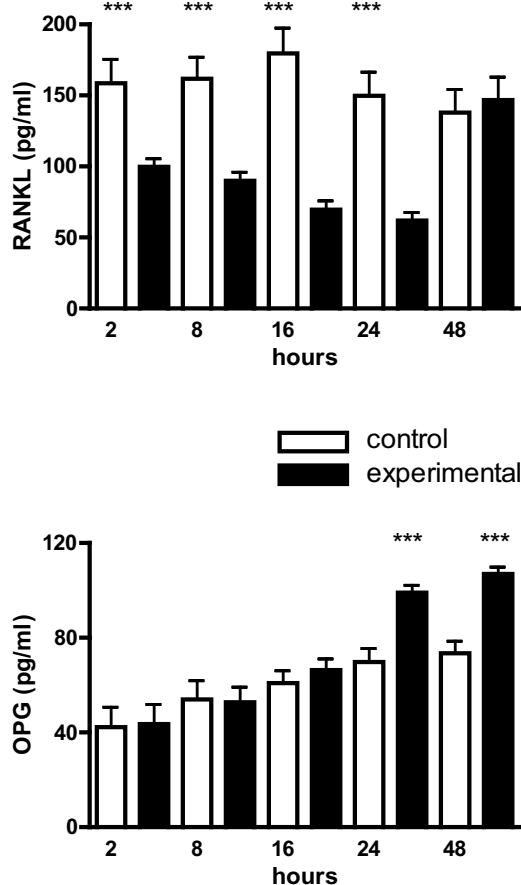 *** *** *** ***
200
150
100
50
0
RANKL (pg/ml)
2 8 16 24 48
hours
control
experimental
*** ***
120
80
40
0
OPG (pg/ml)
2 8 16 24 48
hours